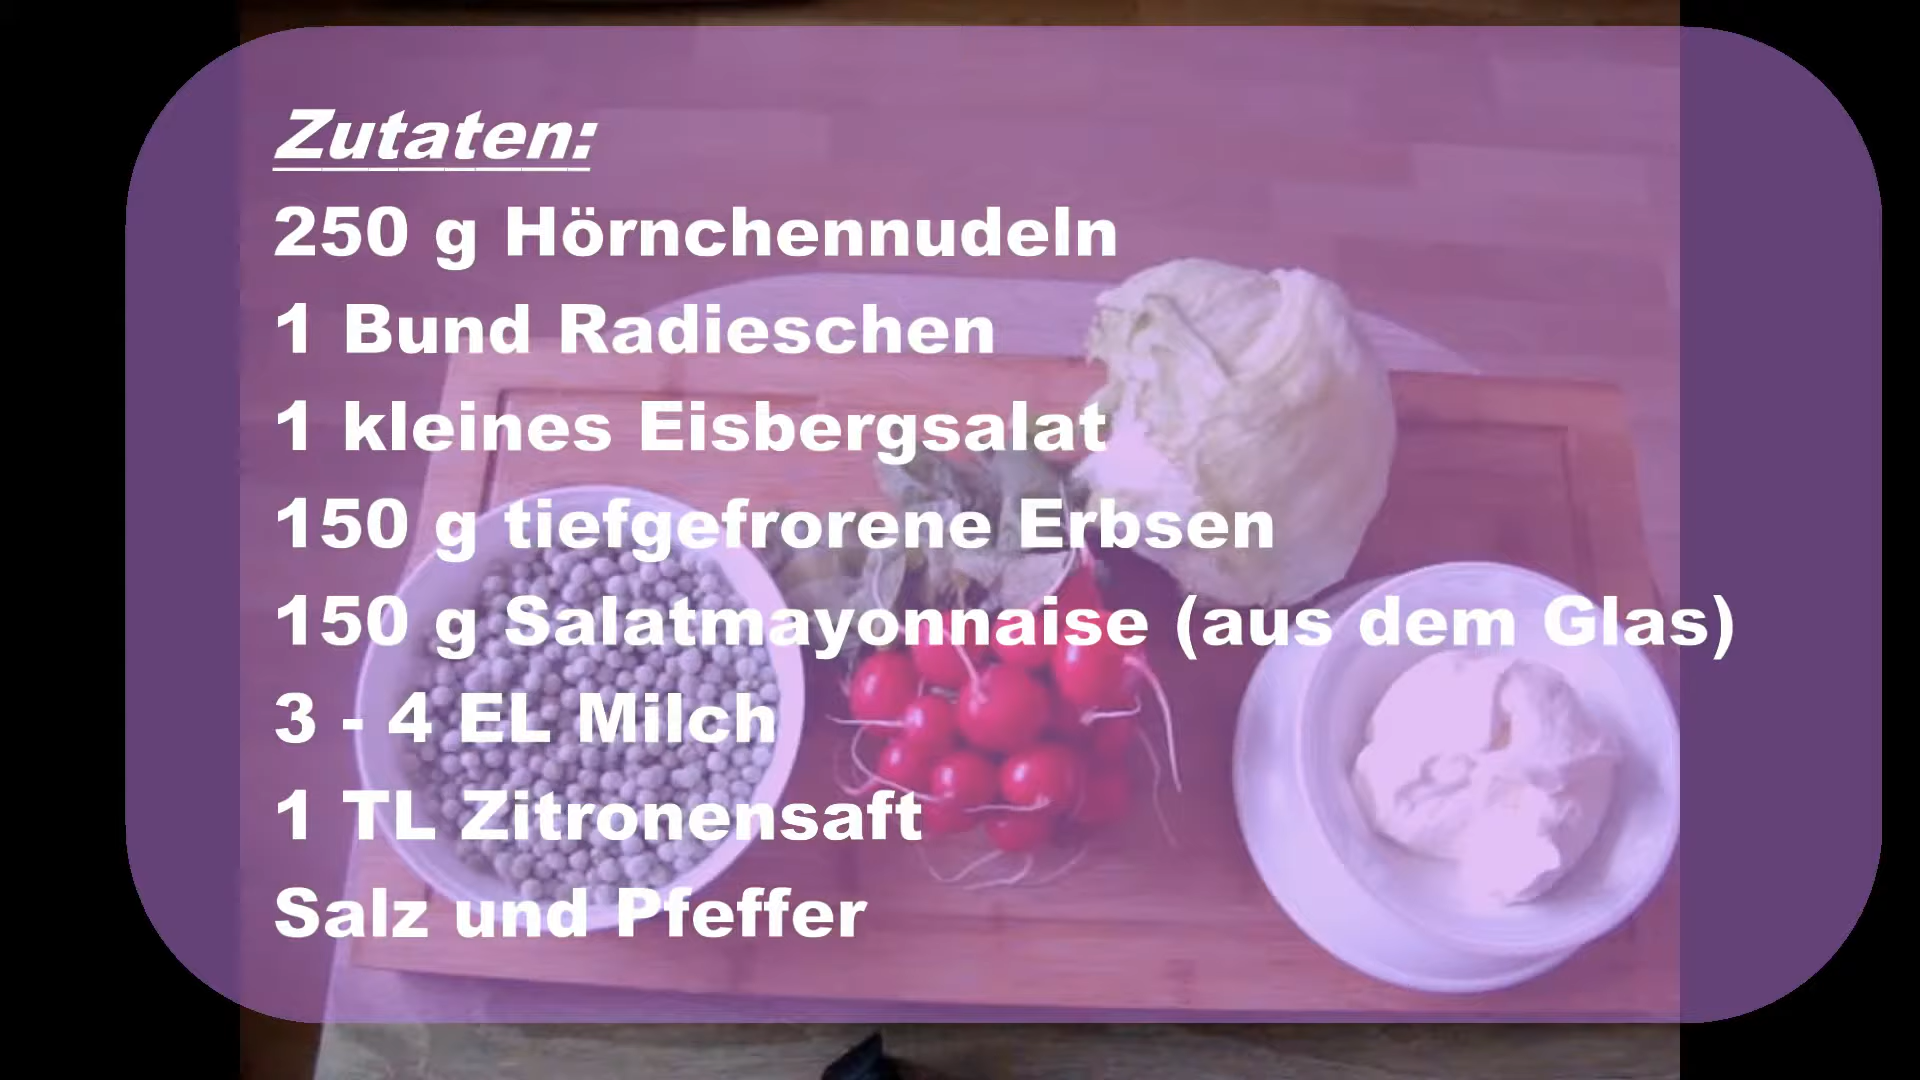 Zutaten:
250 g Hörnchennudeln
1 Bund Radieschen
1 kleines Eisbergsalat
150 g tiefgefrorene Erbsen
150 g Salatmayonnaise (aus dem Glas)
3 - 4 EL Milch
1 TL Zitronensaft
Salz und Pfeffer